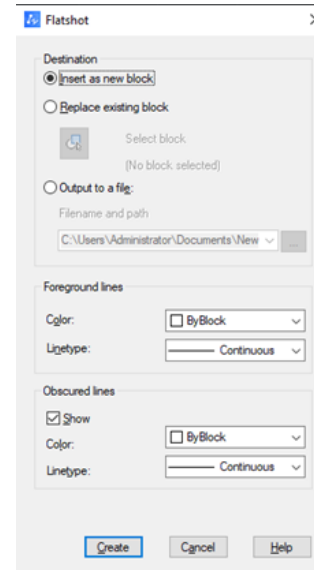 Flatshot
Destination
Insert as new block
Replace existing block
Select block
(No block selected)
Output to a file:
Filename and path
C:\Users\Administrator\Documents\New
...
Foreground lines
Color: ByBlock
Linetype: Continuous
Obscured lines
Show
Color: ByBlock
Linetype: Continuous
Create Cancel Help